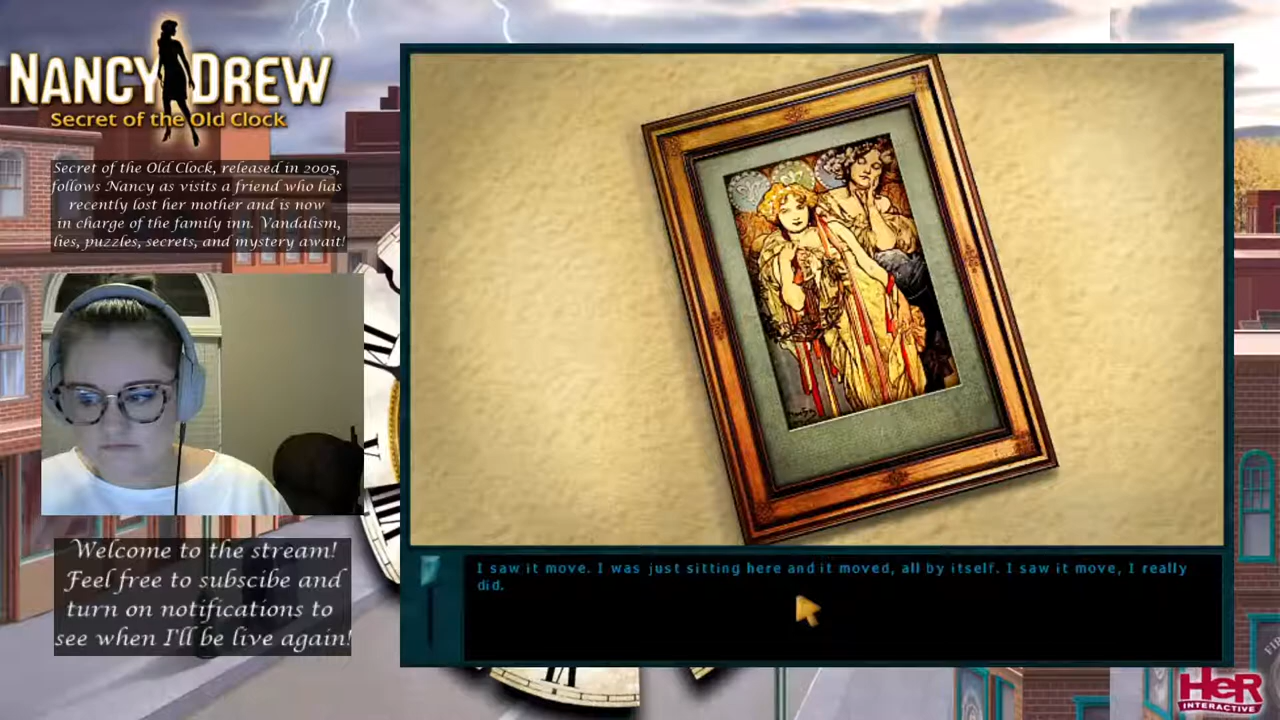 NANCY DREW
Secret of the Old Clock
Secret of the Old Clock, released in 2005,
follows Nancy as visits a friend who has
recently lost her mother and is now
in charge of the family inn. Vandalism,
lies, puzzles, secrets, and mystery await!
Welcome to the stream!
Feel free to subscibe and
turn on notifications to
see when I'll be live again!
I saw it move. I was just sitting here and it moved, all by itself. I saw it move, I really
did.
HeR
INTERACTIVE